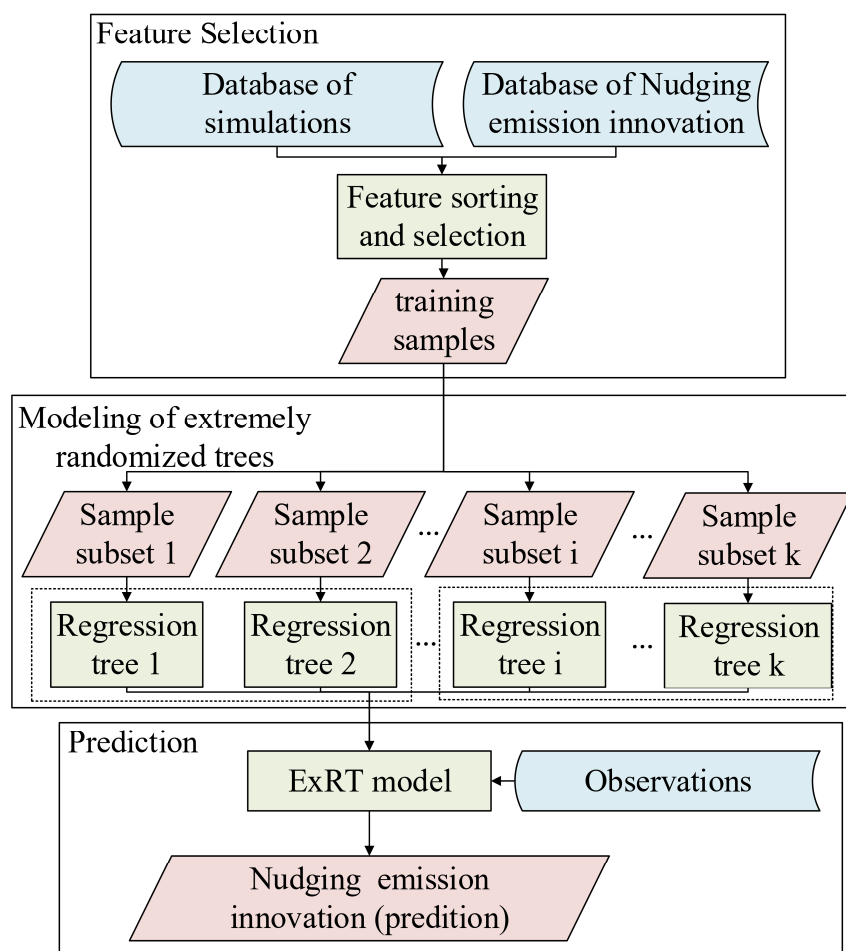 Feature Selection
Database of
simulations
Database of Nudging
emission innovation
Feature sorting
and selection
training
samples
Modeling of extremely
randomized trees
Sample
subset 1
Sample
subset 2
...
Sample
subset i
...
Sample
subset k
Regression
tree 1
Regression
tree 2
...
Regression
tree i
...
Regression
tree k
Prediction
ExRT model
Observations
Nudging emission
innovation (predition)